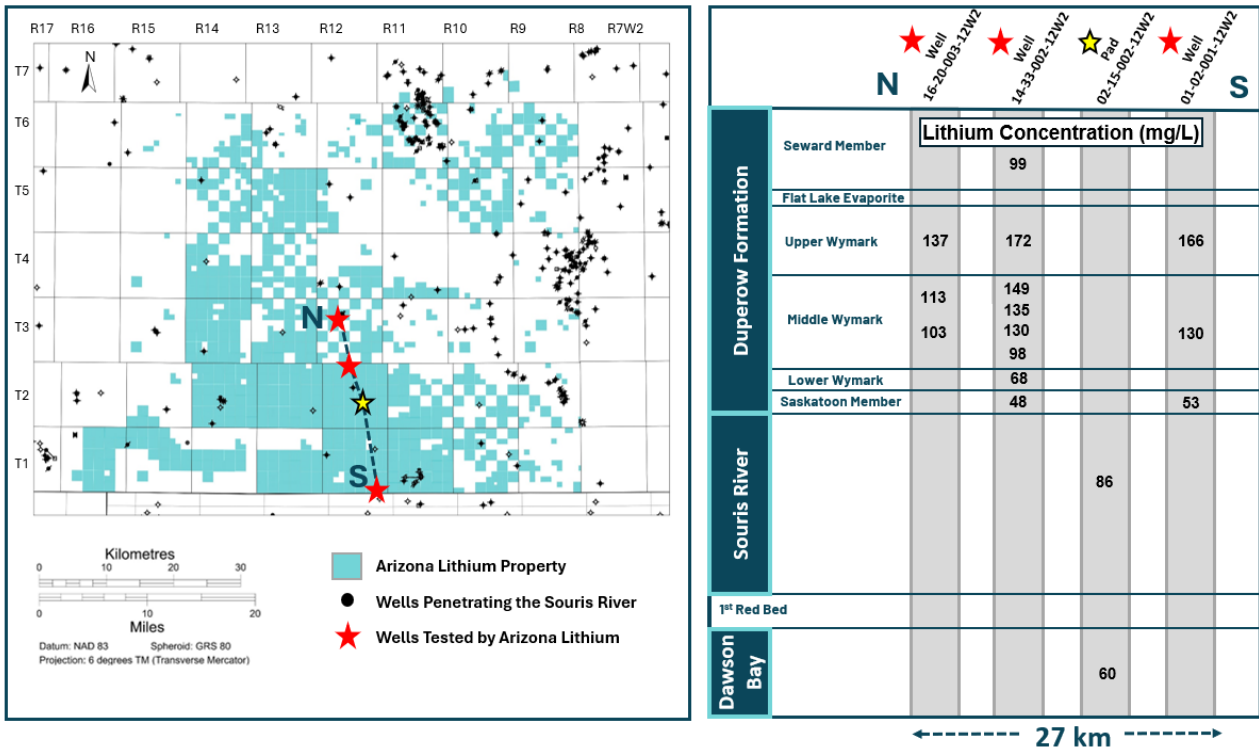 R17 R16 R15 R14 R13 R12 R11 R10 R9 R8 R7W2
N
T7
T6
T5
T4
T3
T2
T1
N
S
Kilometres
0 10 20 30
0 10 20
Miles
Datum: NAD 83 Spheroid: GRS 80
Projection: 6 degrees TM (Transverse Mercator)
Arizona Lithium Property
Wells Penetrating the Souris River
Wells Tested by Arizona Lithium
N
Well
16-20-003-12W2
Well
14-33-002-12W2
Pad
02-15-002-12W2
Well
01-02-001-12W2
S
Lithium Concentration (mg/L)
Duperow Formation
Seward Member
99
Flat Lake Evaporite
Upper Wymark 137 172 166
Middle Wymark
149
113
135
103 130 130
98
Lower Wymark 68
Saskatoon Member 48 53
Souris River
86
1st Red Bed
Dawson Bay
60
27 km